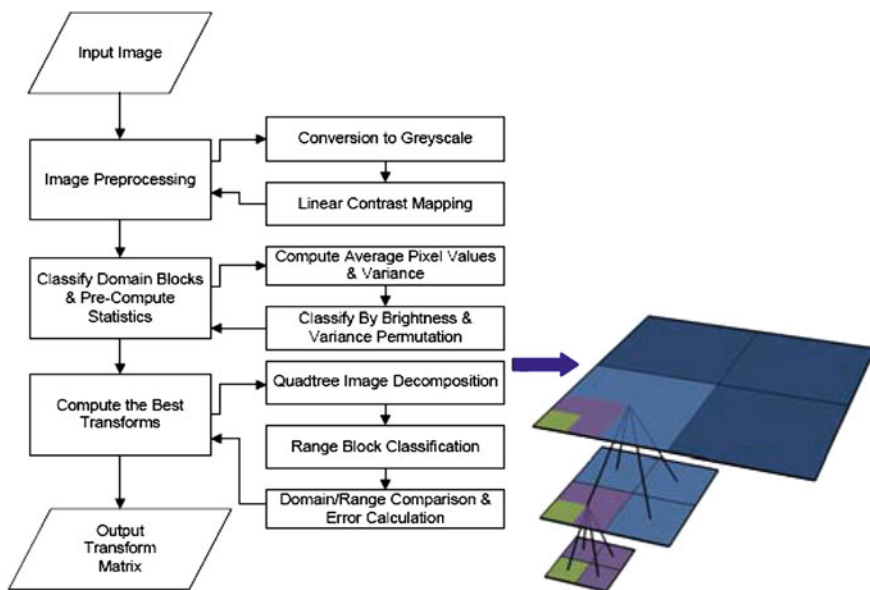 Input Image
Image Preprocessing
Conversion to Greyscale
Linear Contrast Mapping
Classify Domain Blocks
& Pre-Compute
Statistics
Compute Average Pixel Values
& Variance
Classify By Brightness &
Variance Permutation
Compute the Best
Transforms
Quadtree Image Decomposition
Range Block Classification
Domain/Range Comparison &
Error Calculation
Output
Transform
Matrix